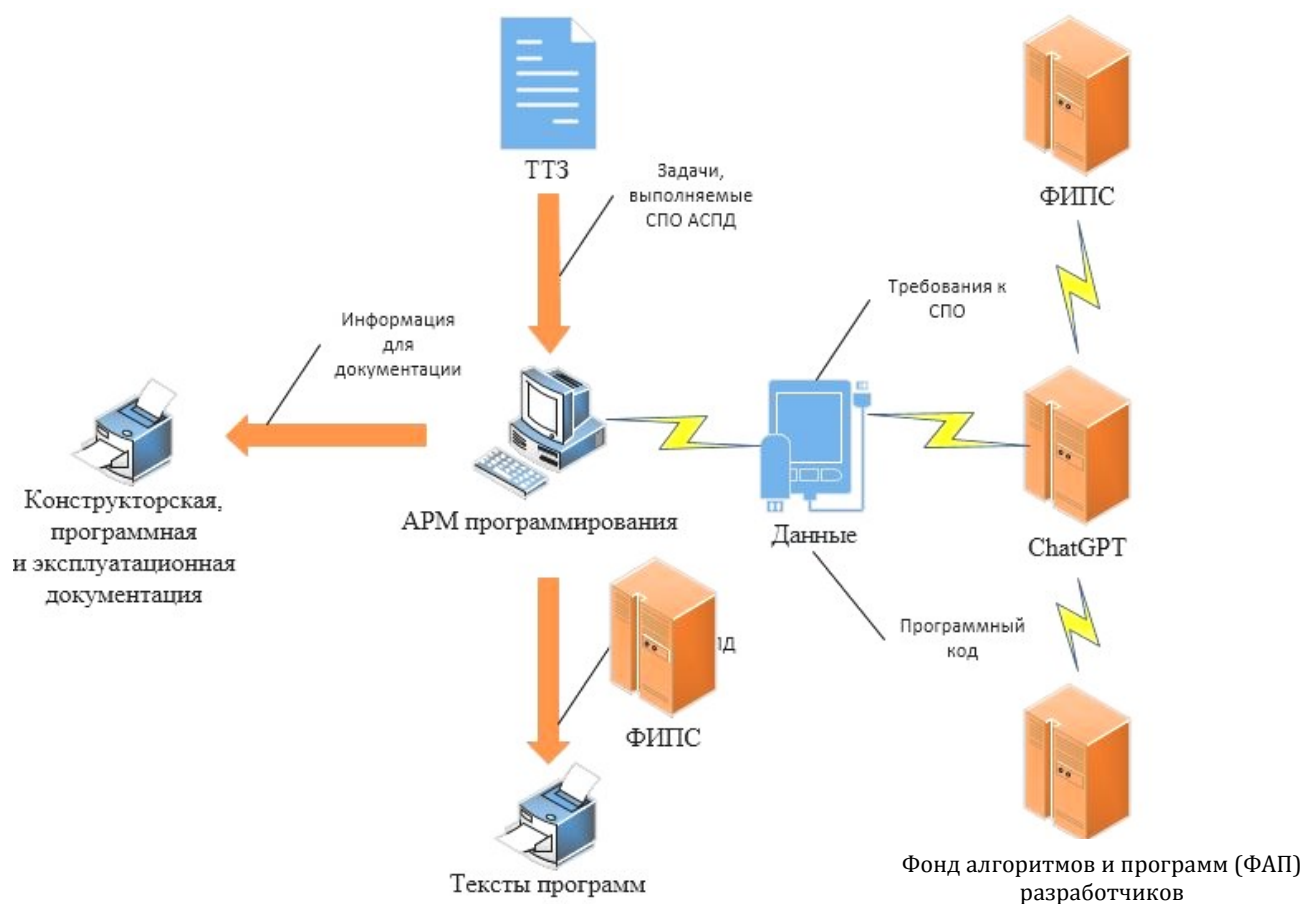 ТТЗ
Задачи,
выполняемые
СПО АСПД
ФИПС
Требования к
СПО
Информация
для
документации
Конструкторская,
программная
и эксплуатационная
документация
АРМ программирования
Данные
ChatGPT
Программный
код
ФИПС
Тексты программ
Фонд алгоритмов и программ (ФАП)
разработчиков